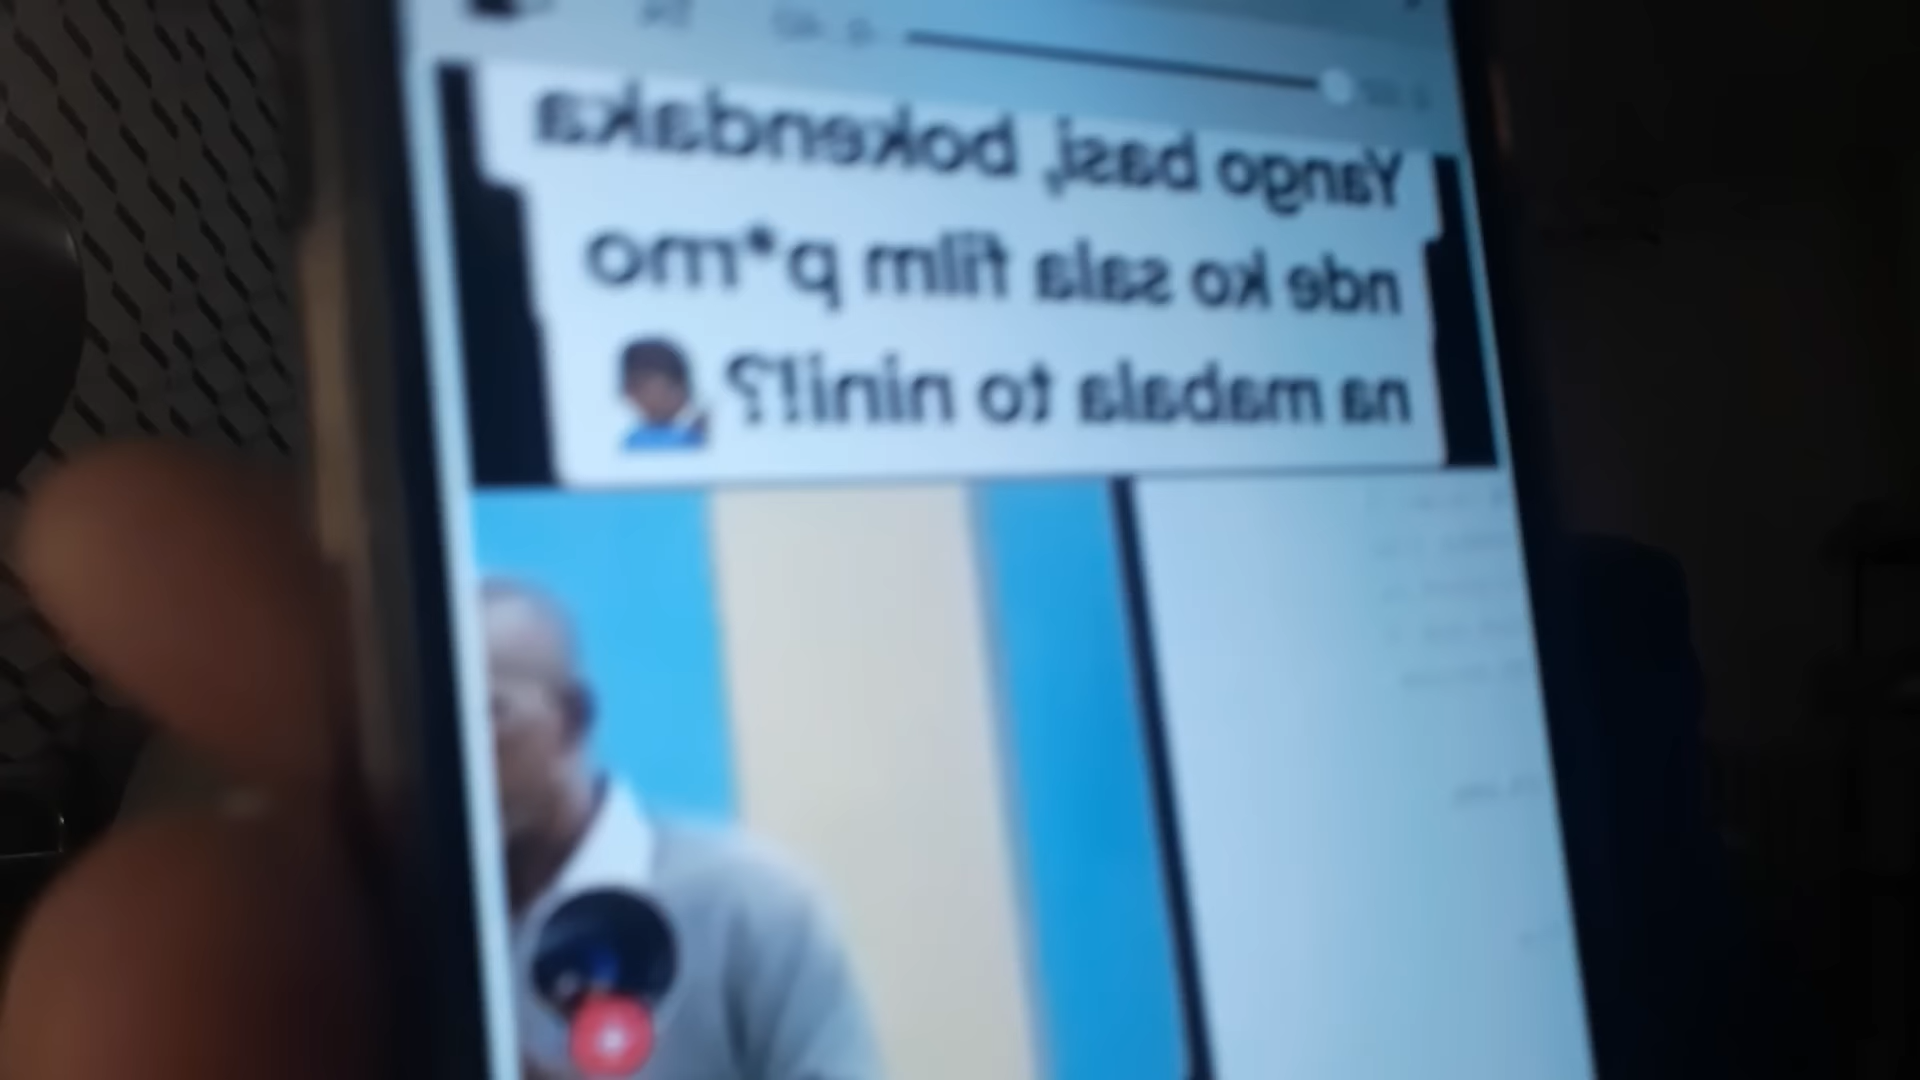 Yango basi, bokendaka
nde ko sala film p*rno
na mabala to nini!? 🤦🏾‍♂️